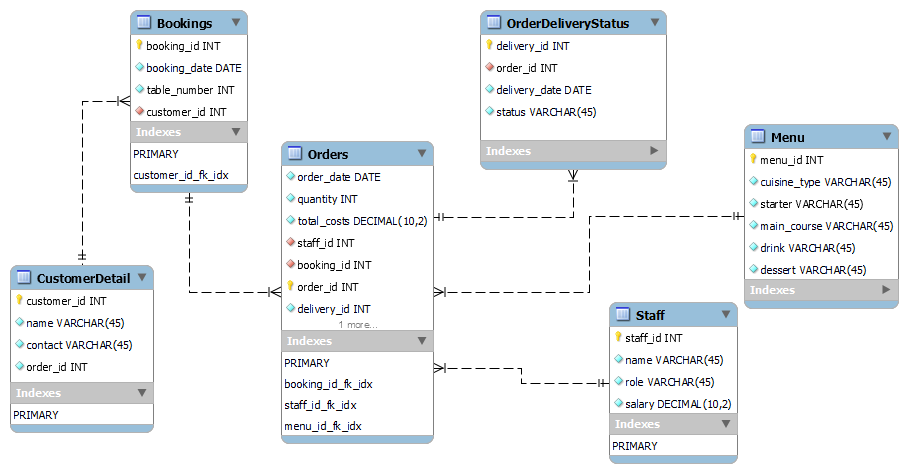 Bookings
booking_id INT
booking_date DATE
table_number INT
customer_id INT
Indexes
PRIMARY
customer_id_fk_idx
OrderDeliveryStatus
delivery_id INT
order_id INT
delivery_date DATE
status VARCHAR(45)
Indexes
Orders
order_date DATE
quantity INT
total_costs DECIMAL(10,2)
staff_id INT
booking_id INT
order_id INT
delivery_id INT
1 more...
Indexes
PRIMARY
booking_id_fk_idx
staff_id_fk_idx
menu_id_fk_idx
Menu
menu_id INT
cuisine_type VARCHAR(45)
starter VARCHAR(45)
main_course VARCHAR(45)
drink VARCHAR(45)
dessert VARCHAR(45)
Indexes
CustomerDetail
customer_id INT
name VARCHAR(45)
contact VARCHAR(45)
order_id INT
Indexes
PRIMARY
Staff
staff_id INT
name VARCHAR(45)
role VARCHAR(45)
salary DECIMAL(10,2)
Indexes
PRIMARY